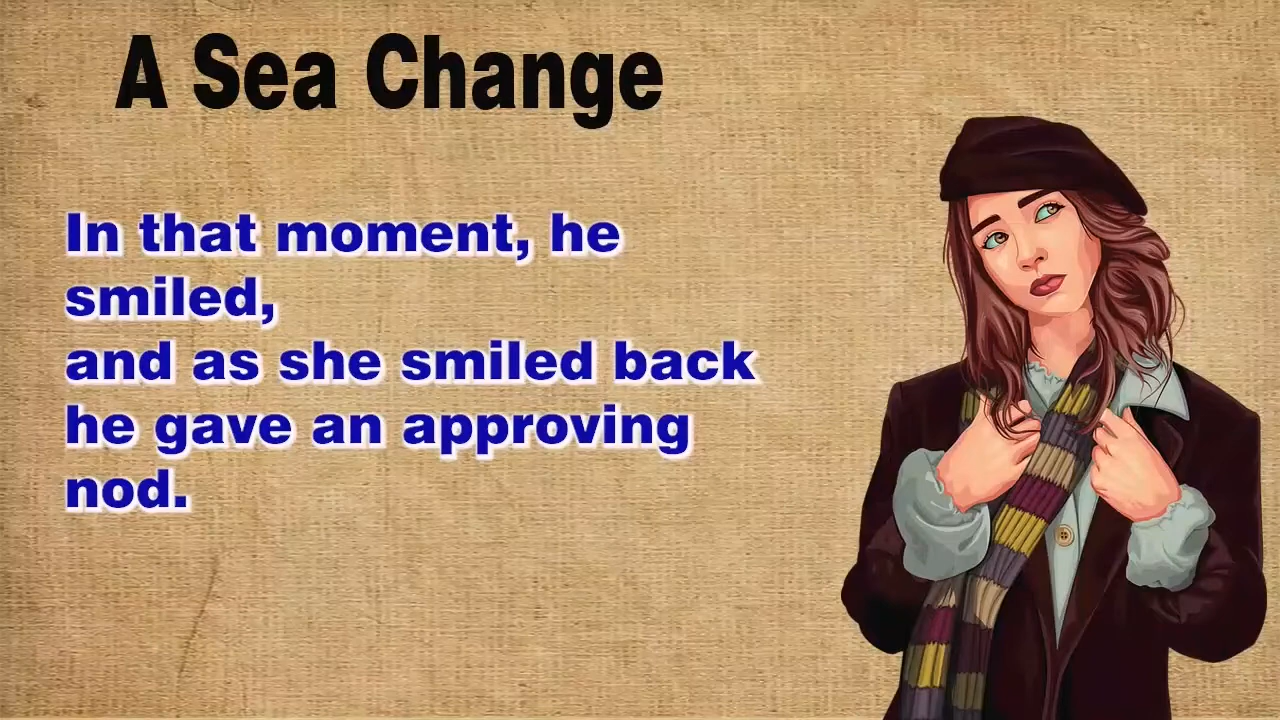 A Sea Change
In that moment, he
smiled,
and as she smiled back
he gave an approving
nod.